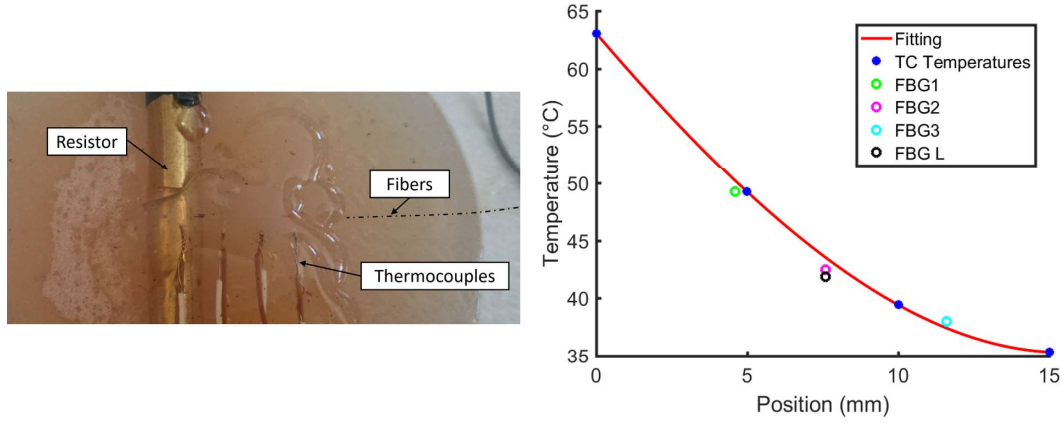 Resistor
Fibers
Thermocouples
65
60
55
50
45
40
35
0
5
10
15
Temperature (°C)
Position (mm)
Fitting
TC Temperatures
FBG1
FBG2
FBG3
FBG L